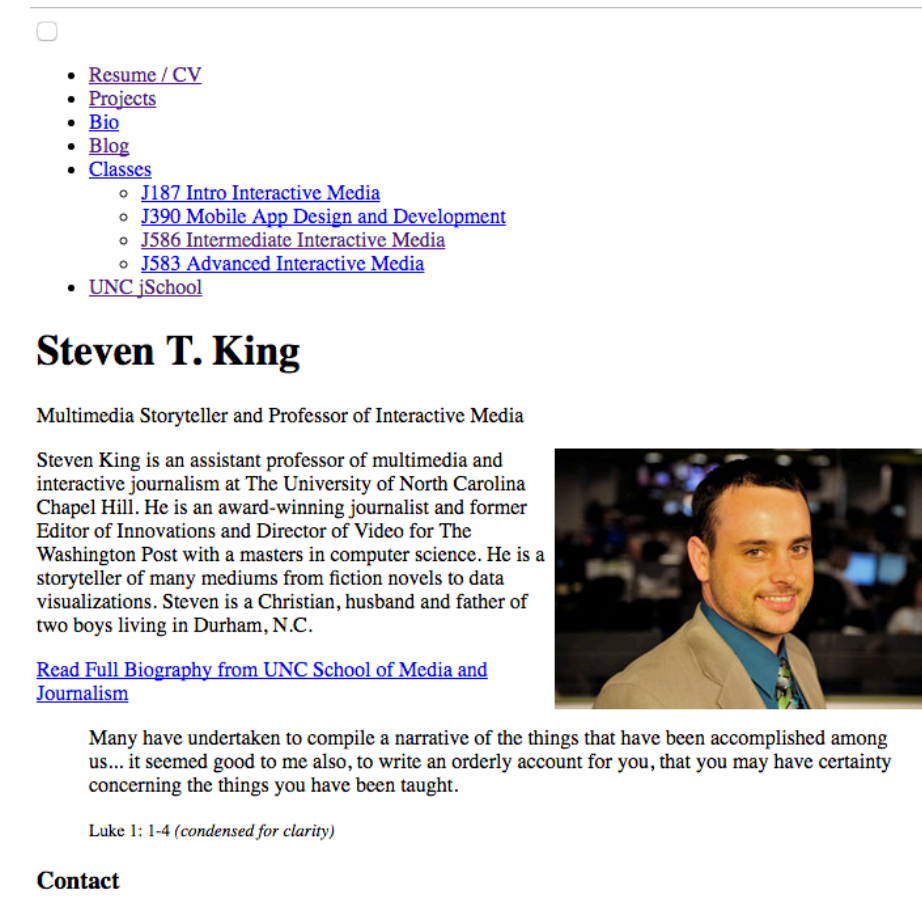 Resume / CV
Projects
Bio
Blog
Classes
J187 Intro Interactive Media
J390 Mobile App Design and Development
J586 Intermediate Interactive Media
J583 Advanced Interactive Media
UNC jSchool
Steven T. King
Multimedia Storyteller and Professor of Interactive Media
Steven King is an assistant professor of multimedia and
interactive journalism at The University of North Carolina
Chapel Hill. He is an award-winning journalist and former
Editor of Innovations and Director of Video for The
Washington Post with a masters in computer science. He is a
storyteller of many mediums from fiction novels to data
visualizations. Steven is a Christian, husband and father of
two boys living in Durham, N.C.
Read Full Biography from UNC School of Media and
Journalism
Many have undertaken to compile a narrative of the things that have been accomplished among
us... it seemed good to me also, to write an orderly account for you, that you may have certainty
concerning the things you have been taught.
Luke 1: 1-4 (condensed for clarity)
Contact